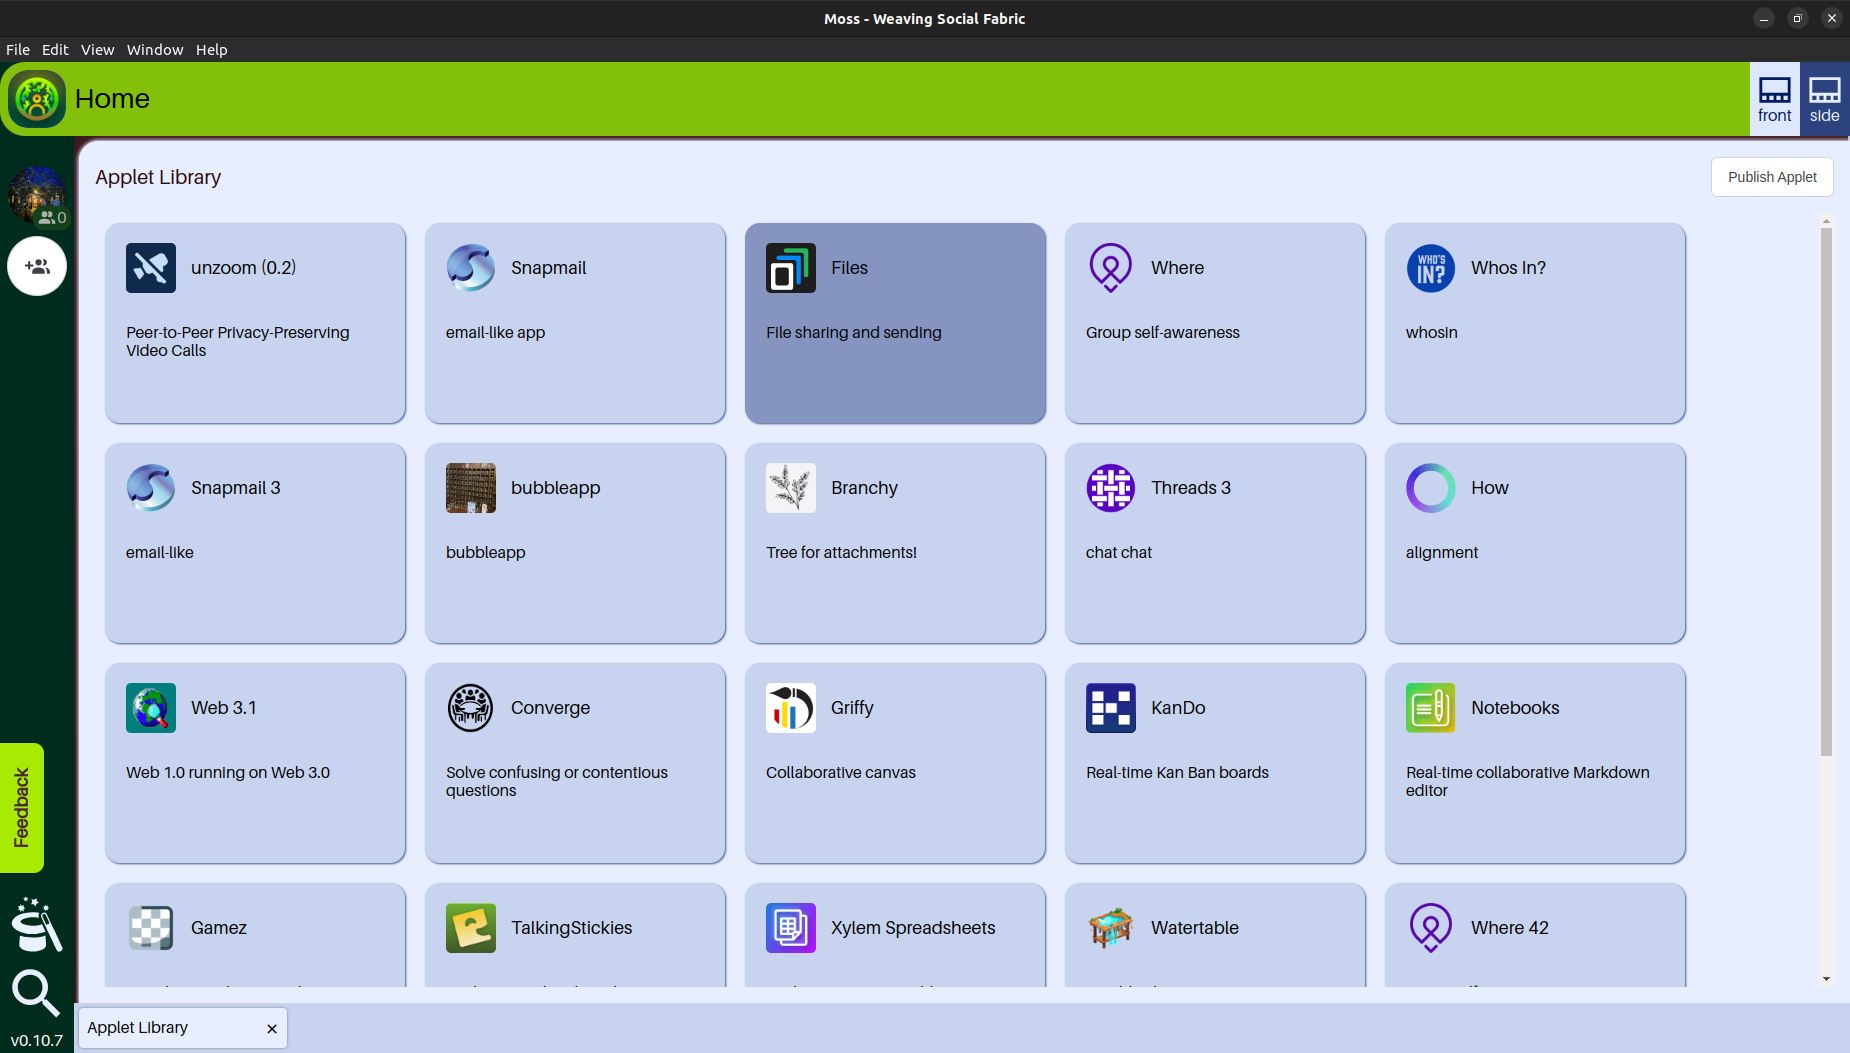 Moss - Weaving Social Fabric
File Edit View Window Help
Home
front
side
Applet Library
Publish Applet
0
unzoom (0.2)
Peer-to-Peer Privacy-Preserving
Video Calls
Snapmail
email-like app
Files
File sharing and sending
Where
Group self-awareness
WHO'S
IN?
Whos In?
whosin
Snapmail 3
email-like
bubbleapp
bubbleapp
Branchy
Tree for attachments!
Threads 3
chat chat
How
alignment
Web 3.1
Web 1.0 running on Web 3.0
Converge
Solve confusing or contentious
questions
Griffy
Collaborative canvas
KanDo
Real-time Kan Ban boards
Notebooks
Real-time collaborative Markdown
editor
Feedback
Gamez
TalkingStickies
Xylem Spreadsheets
Watertable
Where 42
v0.10.7
Applet Library